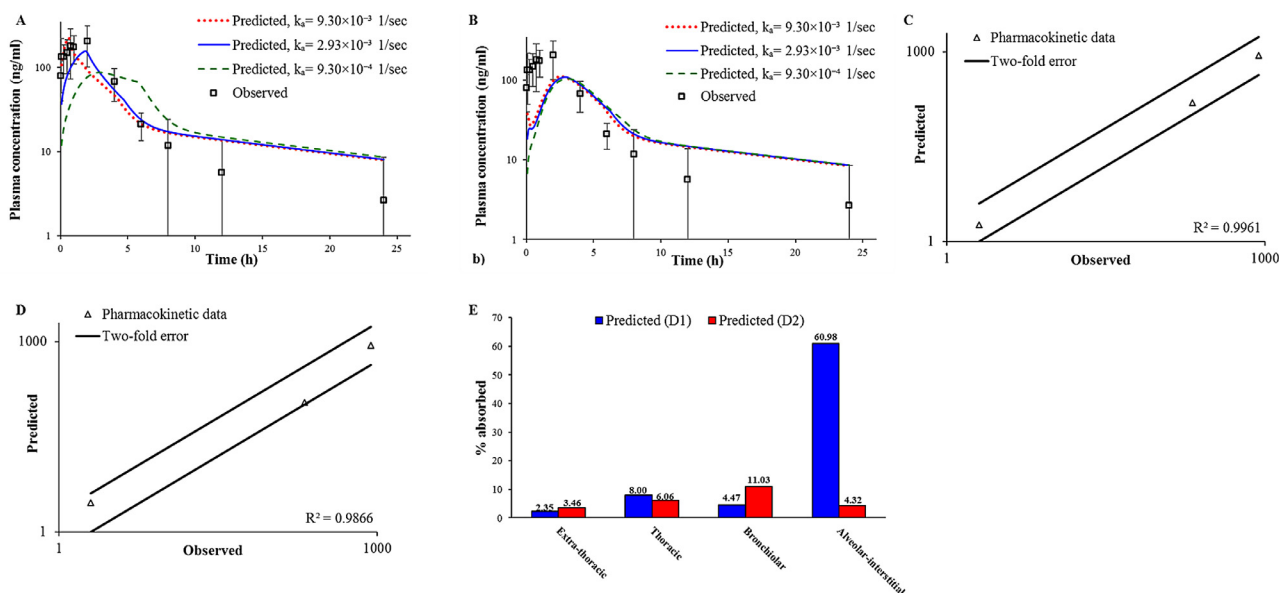 A
Predicted, kₐ= 9.30×10⁻³ 1/sec
Predicted, kₐ= 2.93×10⁻³ 1/sec
Predicted, kₐ= 9.30×10⁻⁴ 1/sec
Observed
Plasma concentration (ng/ml)
100
10
1
0 5 10 15 20 25
Time (h)
B
Predicted, kₐ= 9.30×10⁻³ 1/sec
Predicted, kₐ= 2.93×10⁻³ 1/sec
Predicted, kₐ= 9.30×10⁻⁴ 1/sec
Observed
Plasma concentration (ng/ml)
100
10
1
0 5 10 15 20 25
b)
Time (h)
C
Pharmacokinetic data
Two-fold error
Predicted
1000
1
R² = 0.9961
1 1000
Observed
D
Pharmacokinetic data
Two-fold error
Predicted
1000
1
R² = 0.9866
1 1000
Observed
E
Predicted (D1) Predicted (D2)
% absorbed
70
60
50
40
30
20
10
0
2.35 3.46 8.00 6.06 4.47 11.03 60.98 4.32
Extra-thoracic
Thoracic
Bronchiolar
Alveolar-interstitial